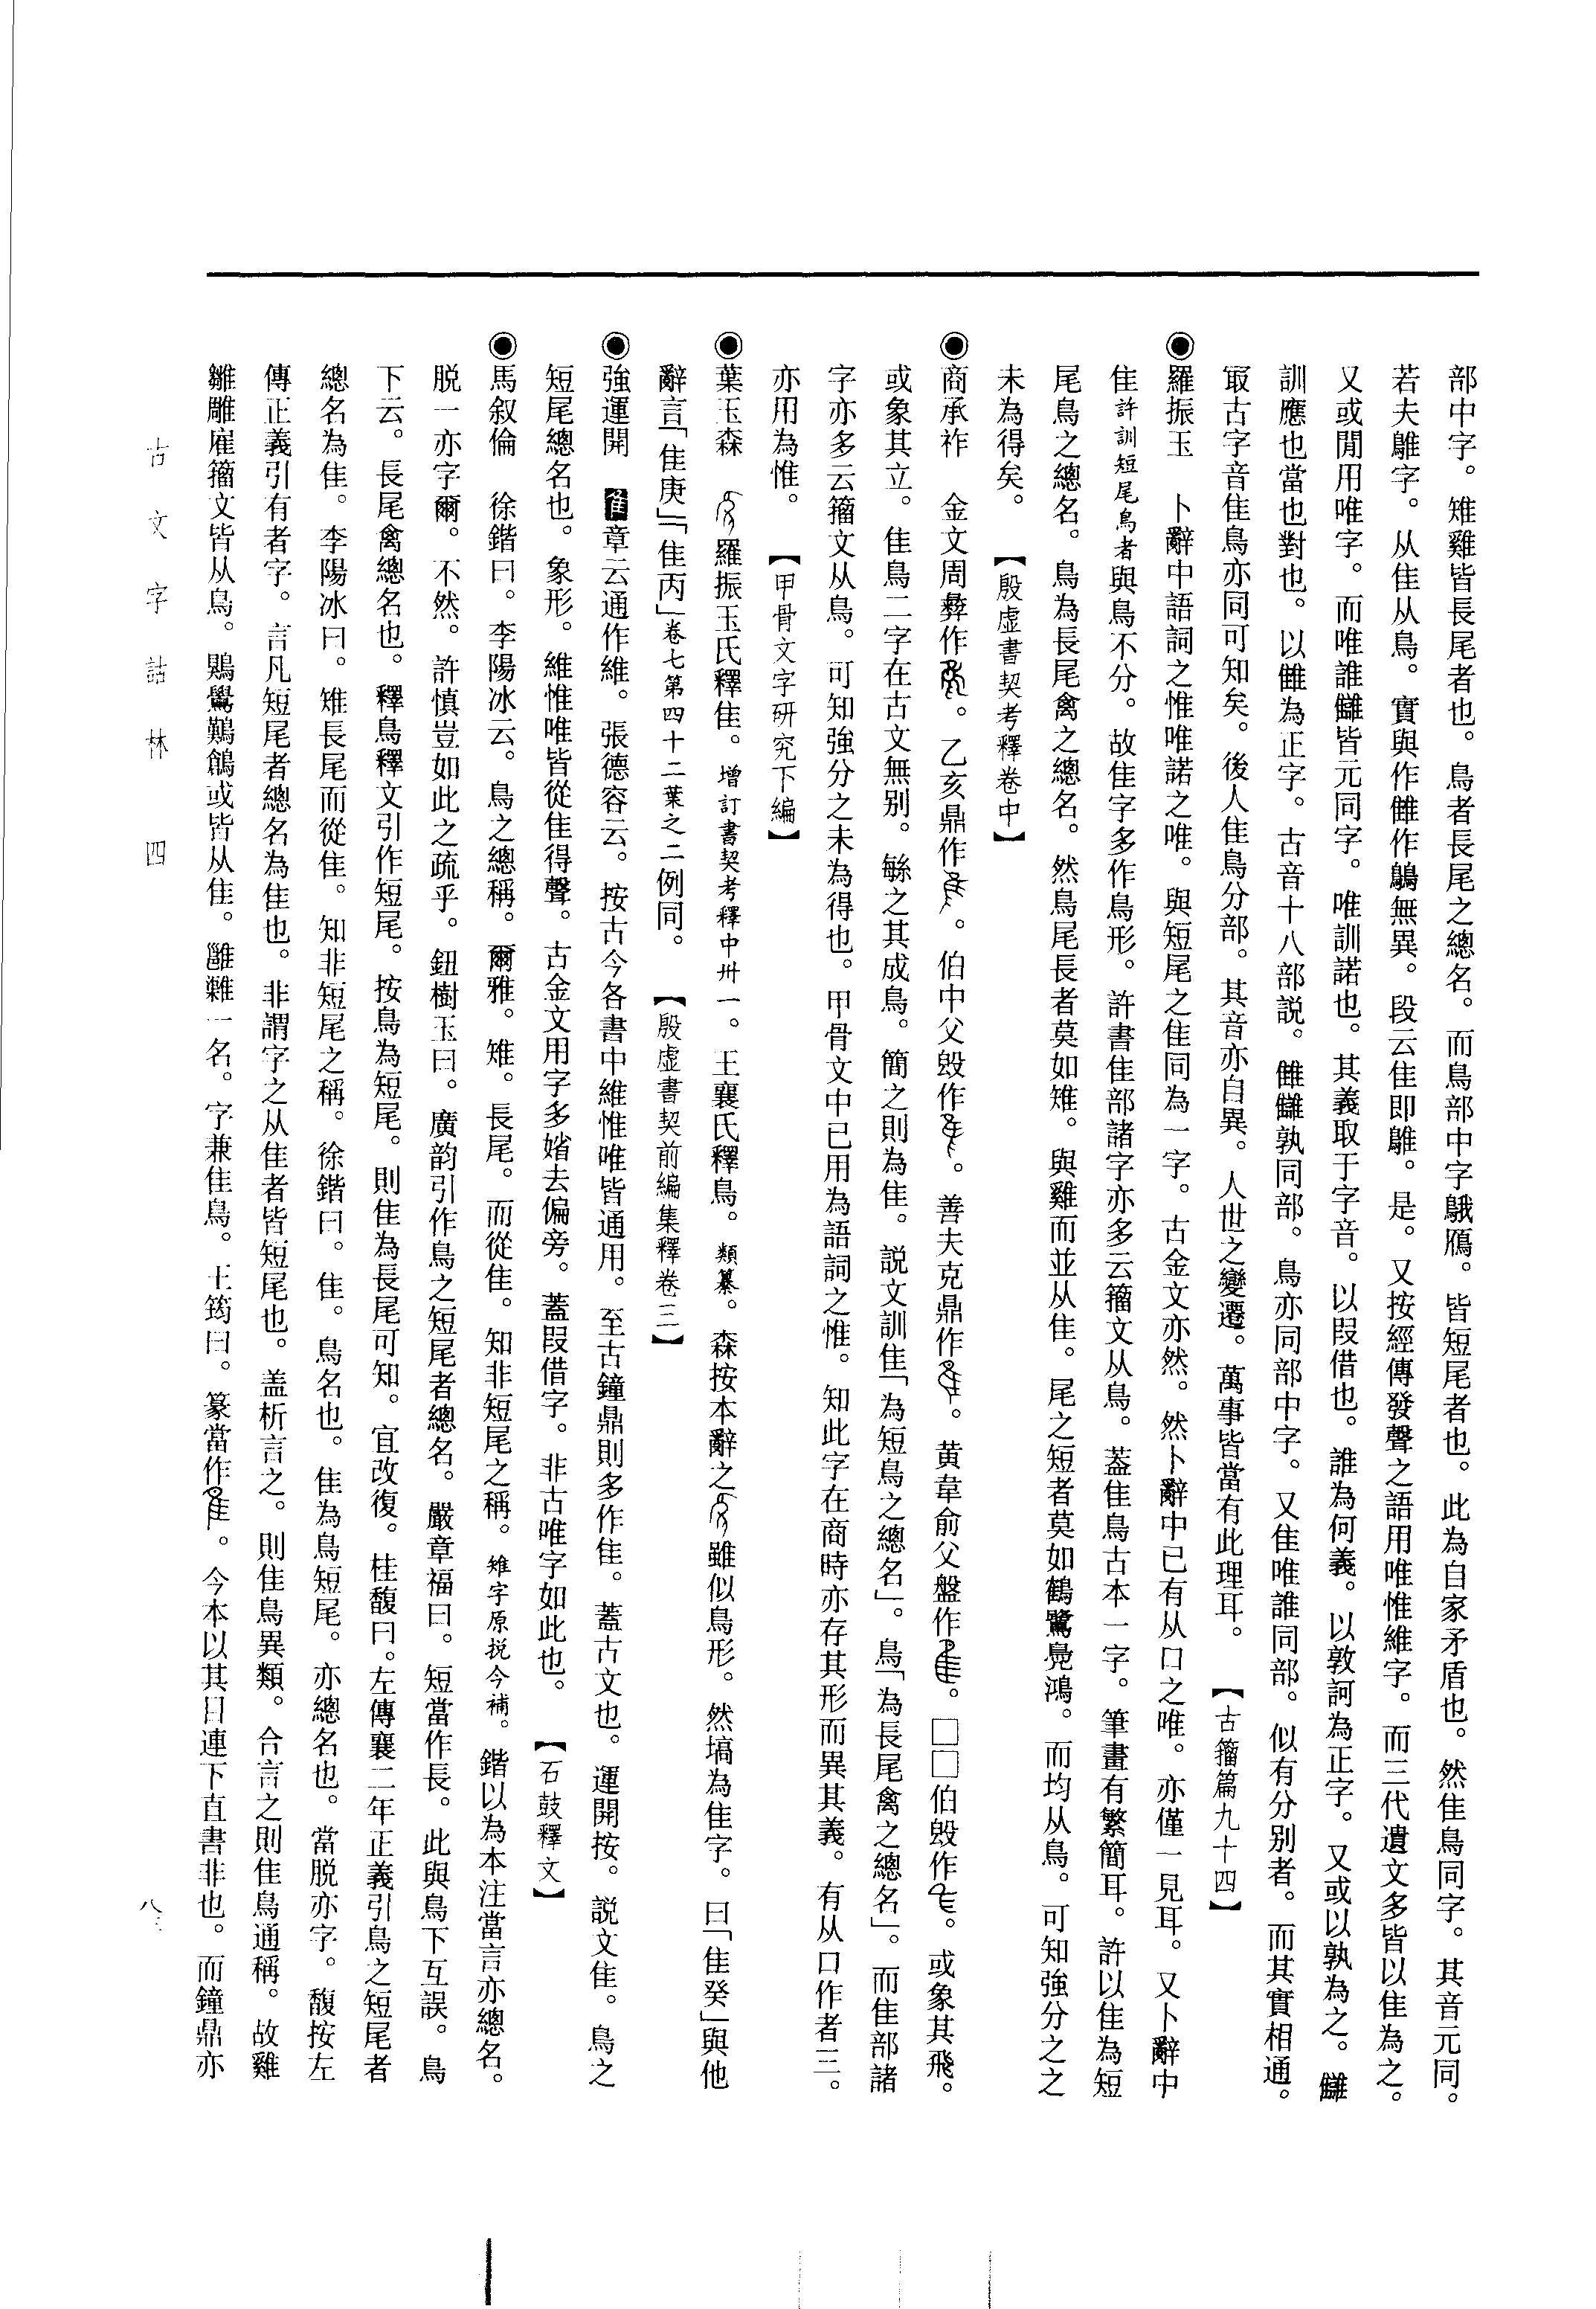 部中字。雉雞皆長尾者也。鳥者長尾之總名。而鳥部中字鵝鴈。皆短尾者也。此為自家矛盾也。然隹鳥同字。其音元同。
若夫鵻字。从隹从鳥。實與作雔作鵰無異。段云隹即鵻。是。又按經傳發聲之語用唯惟維字。而三代遺文多皆以隹為之。
又或閒用唯字。而唯誰讎皆元同字。唯訓諾也。其義取于字音。以叚借也。誰為何義。以敦訶為正字。又或以孰為之。讎
訓應也當也對也。以雔為正字。古音十八部説。雔讎孰同部。鳥亦同部中字。又隹唯誰同部。似有分别者。而其實相通。
冣古字音隹鳥亦同可知矣。後人隹鳥分部。其音亦自異。人世之變遷。萬事皆當有此理耳。 【古籀篇九十四】
◉羅振玉 卜辭中語詞之惟唯諾之唯。與短尾之隹同為一字。古金文亦然。然卜辭中已有从口之唯。亦僅一見耳。又卜辭中
隹許訓短尾鳥者與鳥不分。故隹字多作鳥形。許書隹部諸字亦多云籀文从鳥。蓋隹鳥古本一字。筆畫有繁簡耳。許以隹為短
尾鳥之總名。鳥為長尾禽之總名。然鳥尾長者莫如雉。與雞而並从隹。尾之短者莫如鶴鷺鳧鴻。而均从鳥。可知強分之之
未為得矣。 【殷虛書契考釋卷中】
◉商承祚 金文周彝作。乙亥鼎作。伯中父毁作。善夫克鼎作。黄韋俞父盤作。□□伯毁作。或象其飛。
或象其立。隹鳥二字在古文無别。緐之其成鳥。簡之則為隹。説文訓隹「為短鳥之總名」。鳥「為長尾禽之總名」。而隹部諸
字亦多云籀文从鳥。可知強分之未為得也。甲骨文中已用為語詞之惟。知此字在商時亦存其形而異其義。有从口作者三。
亦用為惟。 【甲骨文字研究下編】
◉葉玉森 羅振玉氏釋隹。增訂書契考釋中卅一。王襄氏釋鳥。類纂。森按本辭之雖似鳥形。然塙為隹字。曰「隹癸」與他
辭言「隹庚」「隹丙」卷七第四十二葉之二例同。 【殷虛書契前編集釋卷三】
◉強運開 章云通作維。張德容云。按古今各書中維惟唯皆通用。至古鐘鼎則多作隹。蓋古文也。運開按。説文隹。鳥之
短尾總名也。象形。維惟唯皆從隹得聲。古金文用字多婼去偏旁。蓋叚借字。非古唯字如此也。 【石鼓釋文】
◉馬叙倫 徐鍇曰。李陽冰云。鳥之總稱。爾雅。雉。長尾。而從隹。知非短尾之稱。雉字原挩今補。鍇以為本注當言亦總名。
脱一亦字爾。不然。許慎豈如此之疏乎。鈕樹玉曰。廣韵引作鳥之短尾者總名。嚴章福曰。短當作長。此與鳥下互誤。鳥
下云。長尾禽總名也。釋鳥釋文引作短尾。按鳥為短尾。則隹為長尾可知。宜改復。桂馥曰。左傳襄二年正義引鳥之短尾者
總名為隹。李陽冰曰。雉長尾而從隹。知非短尾之稱。徐鍇曰。隹。鳥名也。隹為鳥短尾。亦總名也。當脱亦字。馥按左
傳正義引有者字。言凡短尾者總名為隹也。非謂字之从隹者皆短尾也。盖析言之。則隹鳥異類。合言之則隹鳥通稱。故雞
雛雕雇籀文皆从鳥。鶪鸒鷬鶬或皆从隹。雝難一名。字兼隹鳥。王筠曰。篆當作。今本以其日連下直書非也。而鐘鼎亦
古文字詁林 四
八三